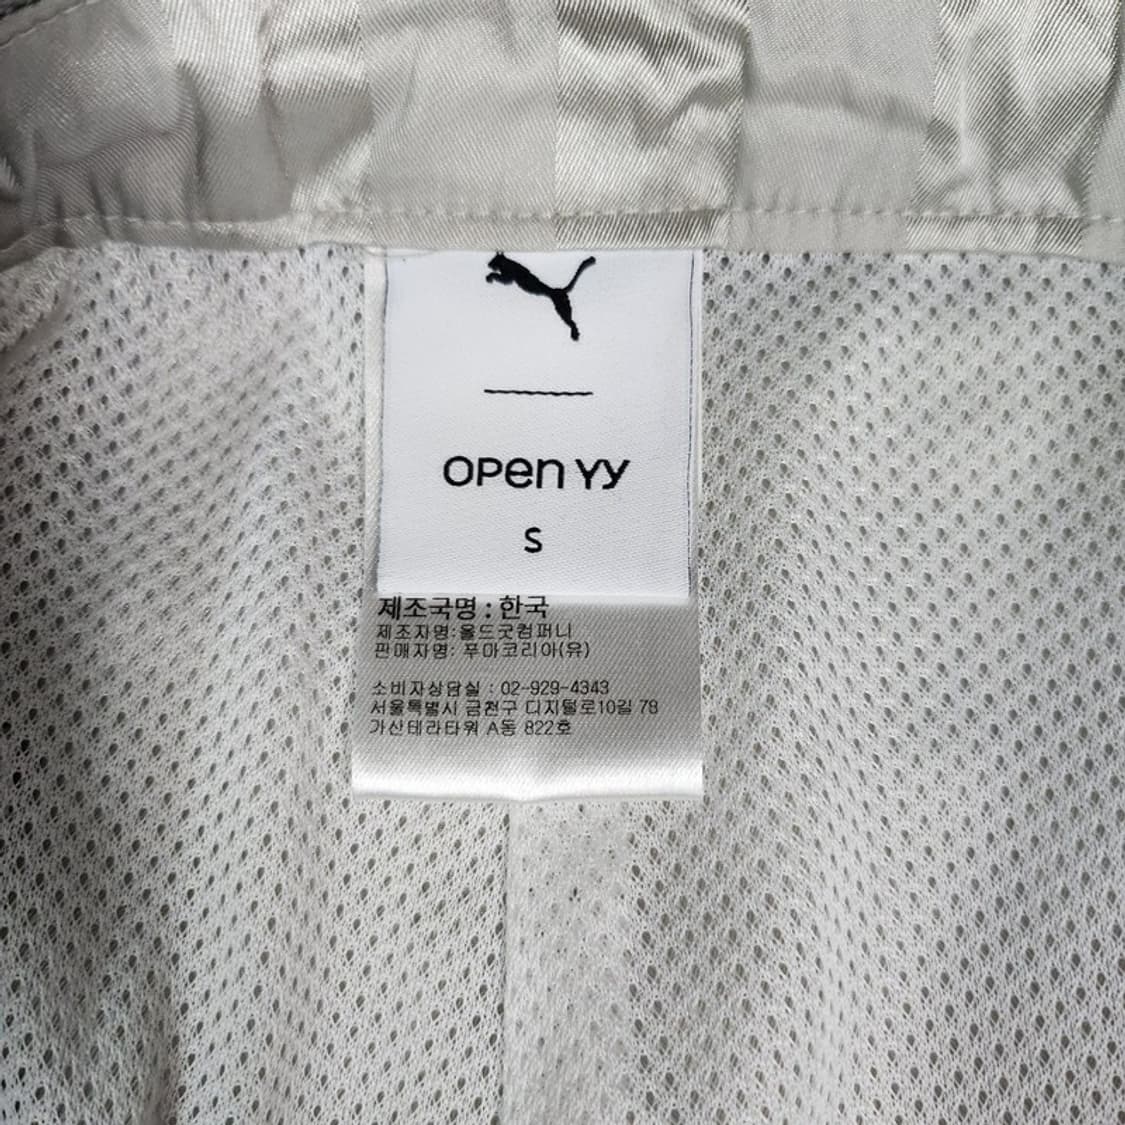 OPEN YY
S
제조국명 : 한국
제조자명:올드굿컴퍼니
판매자명: 푸마코리아(유)
소비자상담실 : 02-929-4343
서울특별시 금천구 디지털로10길 78
가산테라타워 A동 822호